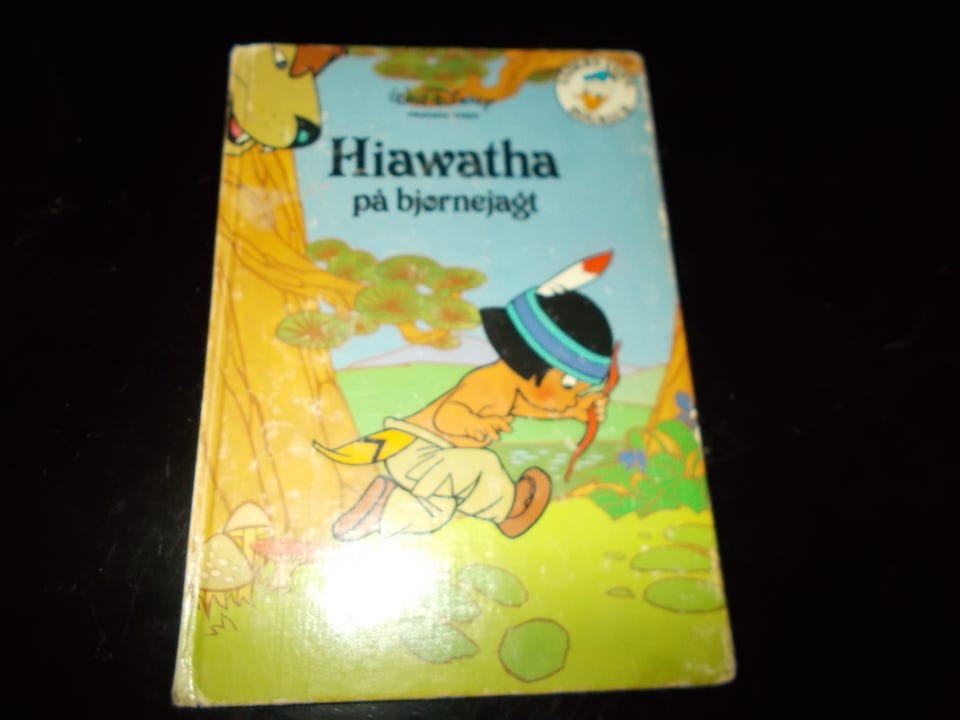 Walt Disney
Hiawatha
på bjørnejagt